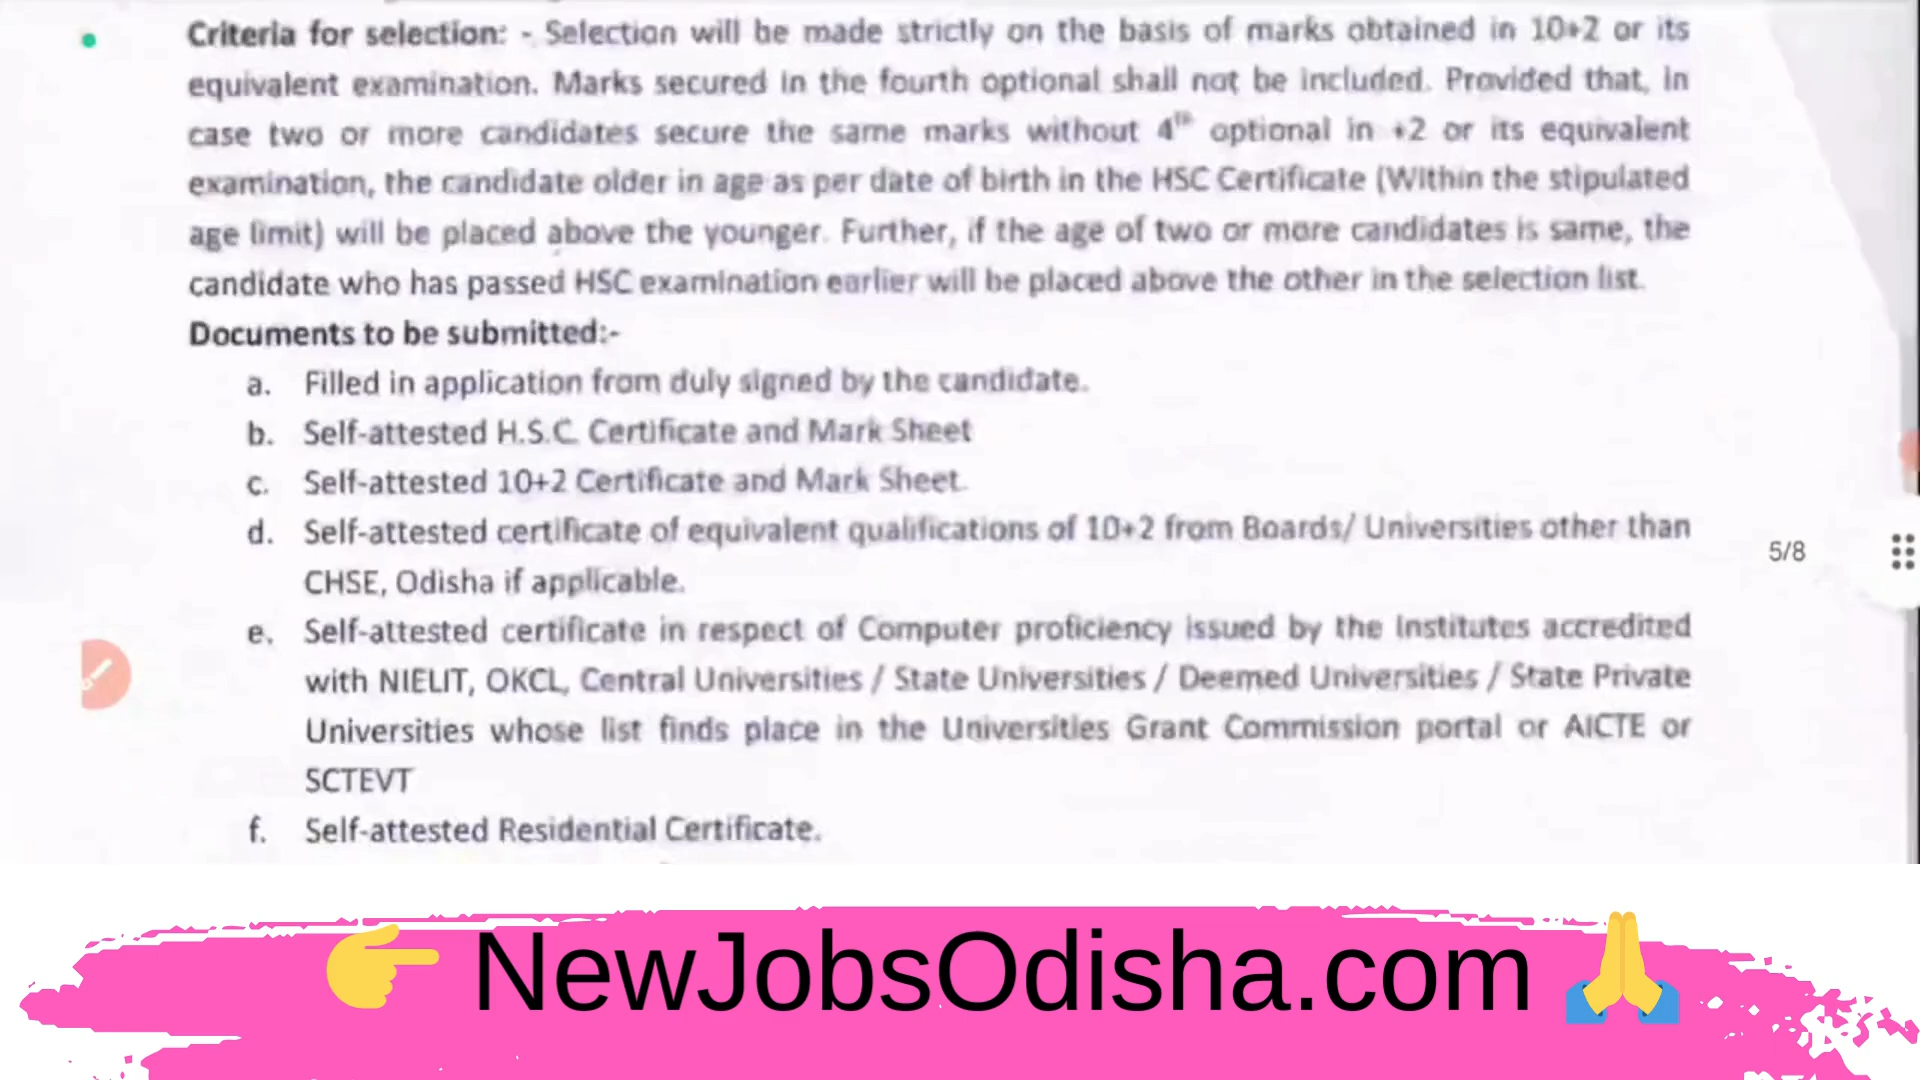 Criteria for selection: - Selection will be made strictly on the basis of marks obtained in 10+2 or its
equivalent examination. Marks secured in the fourth optional shall not be included. Provided that, in
case two or more candidates secure the same marks without 4th optional in +2 or its equivalent
examination, the candidate older in age as per date of birth in the HSC Certificate (Within the stipulated
age limit) will be placed above the younger. Further, if the age of two or more candidates is same, the
candidate who has passed HSC examination earlier will be placed above the other in the selection list.
Documents to be submitted:-
a. Filled in application from duly signed by the candidate.
b. Self-attested H.S.C. Certificate and Mark Sheet
c. Self-attested 10+2 Certificate and Mark Sheet.
d. Self-attested certificate of equivalent qualifications of 10+2 from Boards/ Universities other than
CHSE, Odisha if applicable.
e. Self-attested certificate in respect of Computer proficiency issued by the Institutes accredited
with NIELIT, OKCL, Central Universities / State Universities / Deemed Universities / State Private
Universities whose list finds place in the Universities Grant Commission portal or AICTE or
SCTEVT
f. Self-attested Residential Certificate.
5/8
👉 NewJobsOdisha.com 🙏